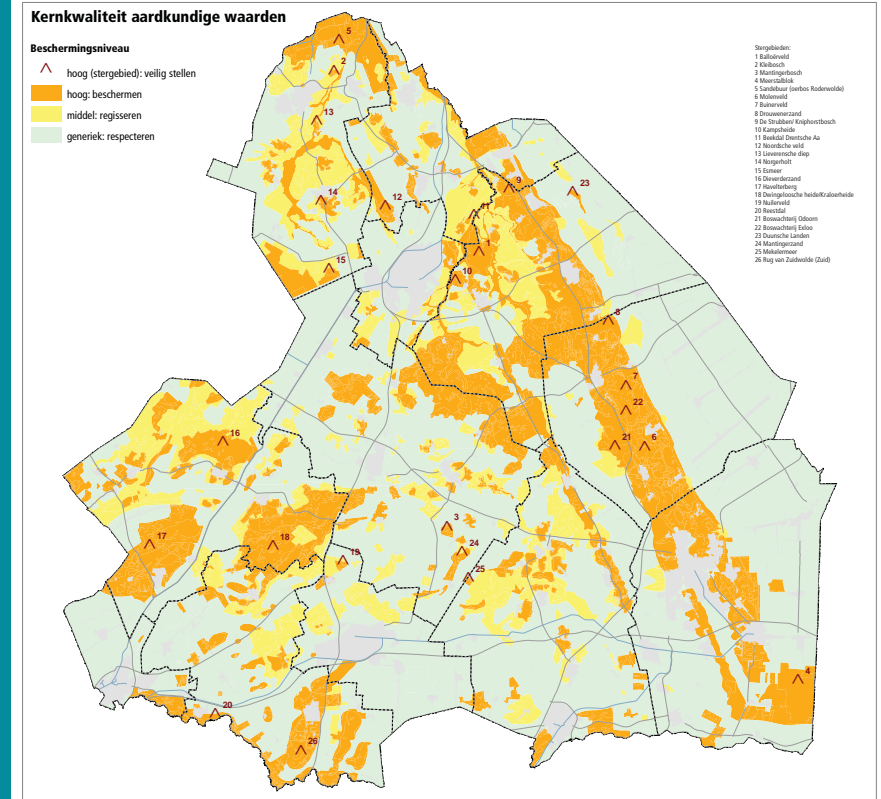 Kernkwaliteit aardkundige waarden
Beschermingsniveau
hoog (stergebied): veilig stellen
hoog: beschermen
middel: regisseren
generiek: respecteren
Stergebieden:
1 Balloërveld
2 Kleibosch
3 Mantingerbosch
4 Meerstalblok
5 Sandebuur (oerbos Roderwolde)
6 Molenveld
7 Buinerveld
8 Drouwenerzand
9 De Strubben/ Kniphorstbosch
10 Kampsheide
11 Beekdal Drentsche Aa
12 Noordsche veld
13 Lieverensche diep
14 Norgerholt
15 Esmeer
16 Dieverderzand
17 Havelterberg
18 Dwingeloosche heide/Kraloerheide
19 Nuilerveld
20 Reestdal
21 Boswachterij Odoorn
22 Boswachterij Exloo
23 Duunsche Landen
24 Mantingerzand
25 Mekelermeer
26 Rug van Zuidwolde (Zuid)
5
2
13
9
23
14
12
11
1
15
10
8
7
22
16
21
6
3
17
18
24
19
25
4
20
26